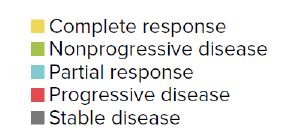 Complete response
Nonprogressive disease
Partial response
Progressive disease
Stable disease